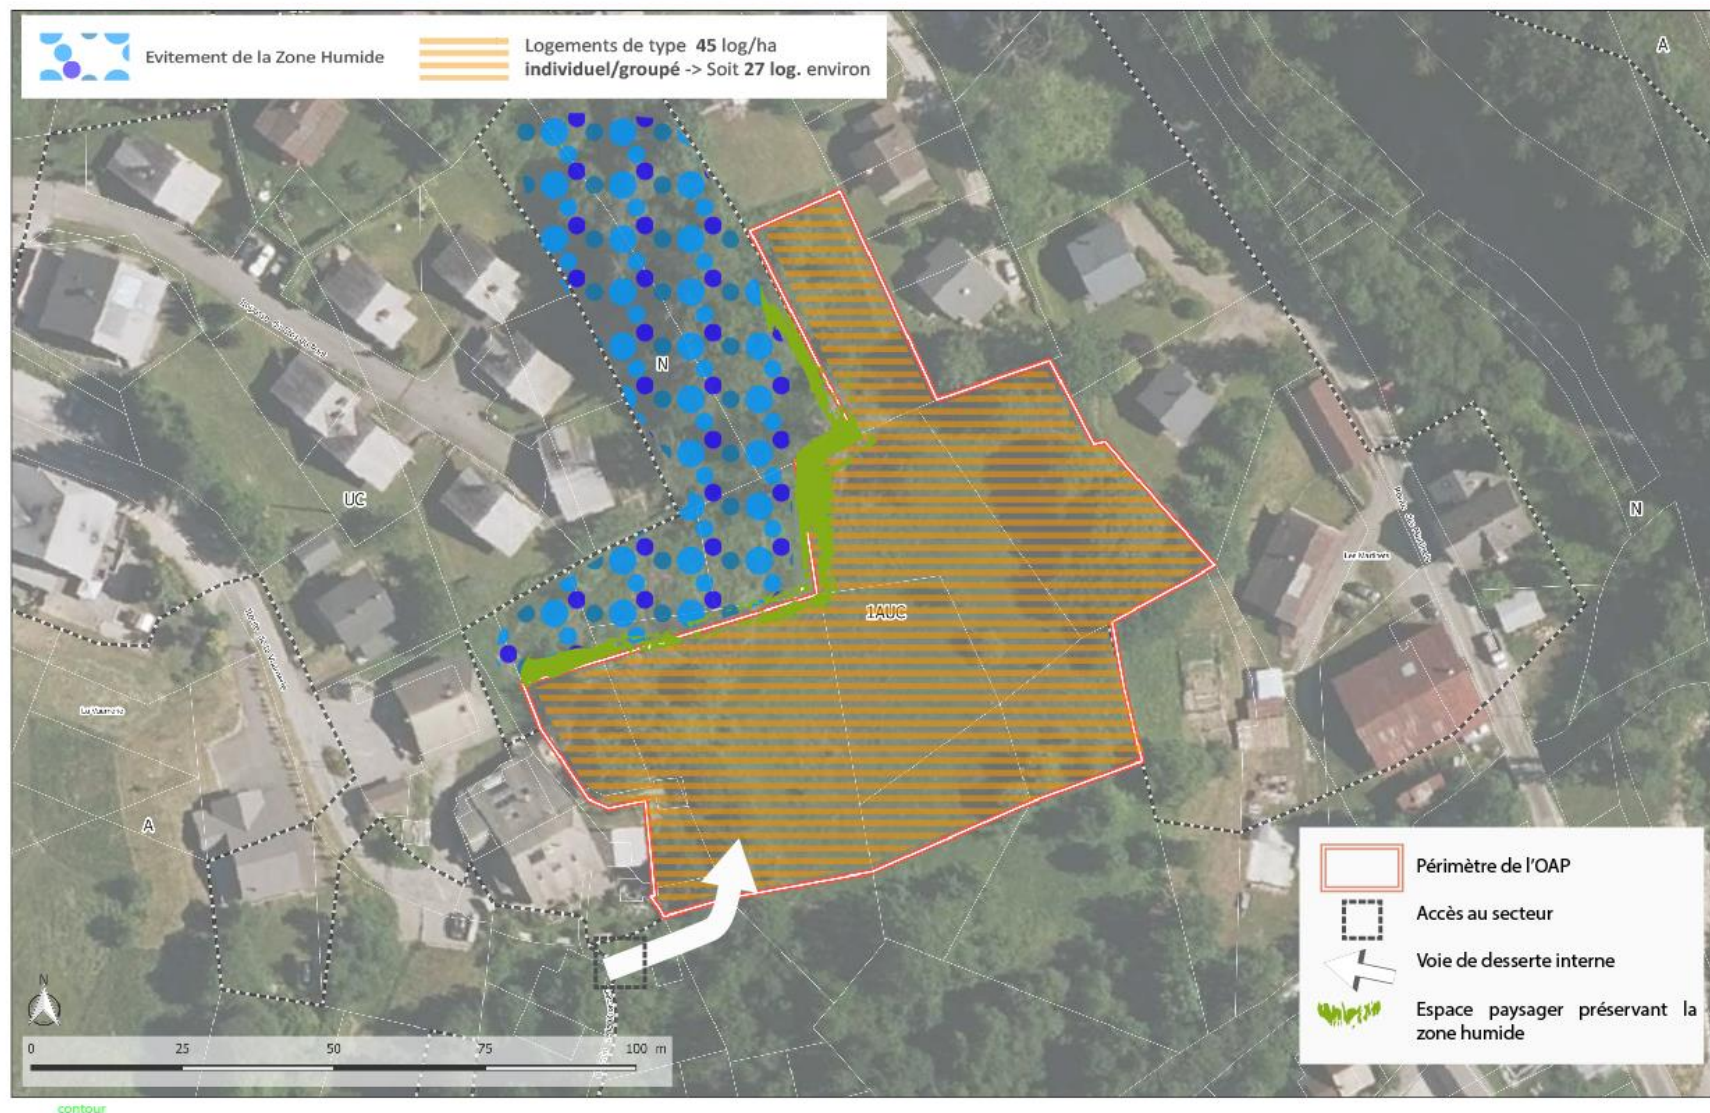 Evitement de la Zone Humide
Logements de type 45 log/ha
individuel/groupé -> Soit 27 log. environ
A
N
UC
N
Les Martinets
1AUC
A
Périmètre de l'OAP
Accès au secteur
Voie de desserte interne
Espace paysager préservant la
zone humide
N
0 25 50 75 100 m
contour